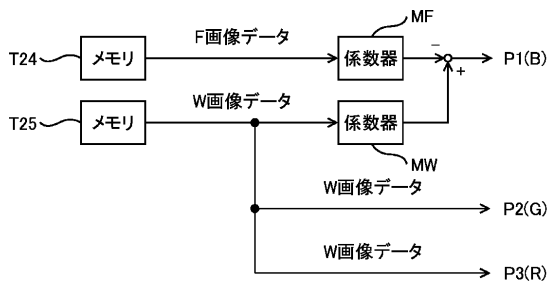 MF
F画像データ
T24
メモリ
係数器
−
+
P1(B)
W画像データ
T25
メモリ
係数器
MW
W画像データ
P2(G)
W画像データ
P3(R)